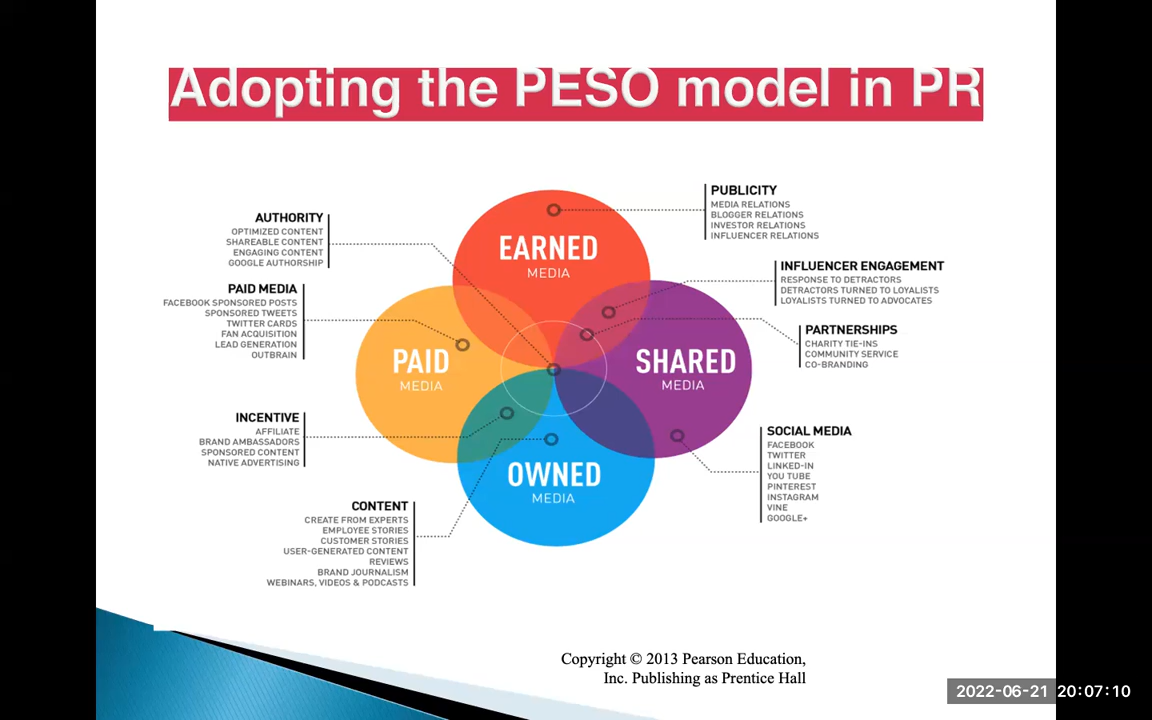 Adopting the PESO model in PR
AUTHORITY
OPTIMIZED CONTENT
SHAREABLE CONTENT
ENGAGING CONTENT
GOOGLE AUTHORSHIP
PAID MEDIA
FACEBOOK SPONSORED POSTS
SPONSORED TWEETS
TWITTER CARDS
FAN ACQUISITION
LEAD GENERATION
OUTBRAIN
INCENTIVE
AFFILIATE
BRAND AMBASSADORS
SPONSORED CONTENT
NATIVE ADVERTISING
CONTENT
CREATE FROM EXPERTS
EMPLOYEE STORIES
CUSTOMER STORIES
USER-GENERATED CONTENT
REVIEWS
BRAND JOURNALISM
WEBINARS, VIDEOS & PODCASTS
EARNED
MEDIA
PAID
MEDIA
SHARED
MEDIA
OWNED
MEDIA
PUBLICITY
MEDIA RELATIONS
BLOGGER RELATIONS
INVESTOR RELATIONS
INFLUENCER RELATIONS
INFLUENCER ENGAGEMENT
RESPONSE TO DETRACTORS
DETRACTORS TURNED TO LOYALISTS
LOYALISTS TURNED TO ADVOCATES
PARTNERSHIPS
CHARITY TIE-INS
COMMUNITY SERVICE
CO-BRANDING
SOCIAL MEDIA
FACEBOOK
TWITTER
LINKED-IN
YOU TUBE
PINTEREST
INSTAGRAM
VINE
GOOGLE+
Copyright © 2013 Pearson Education,
Inc. Publishing as Prentice Hall
2022-06-21 20:07:10